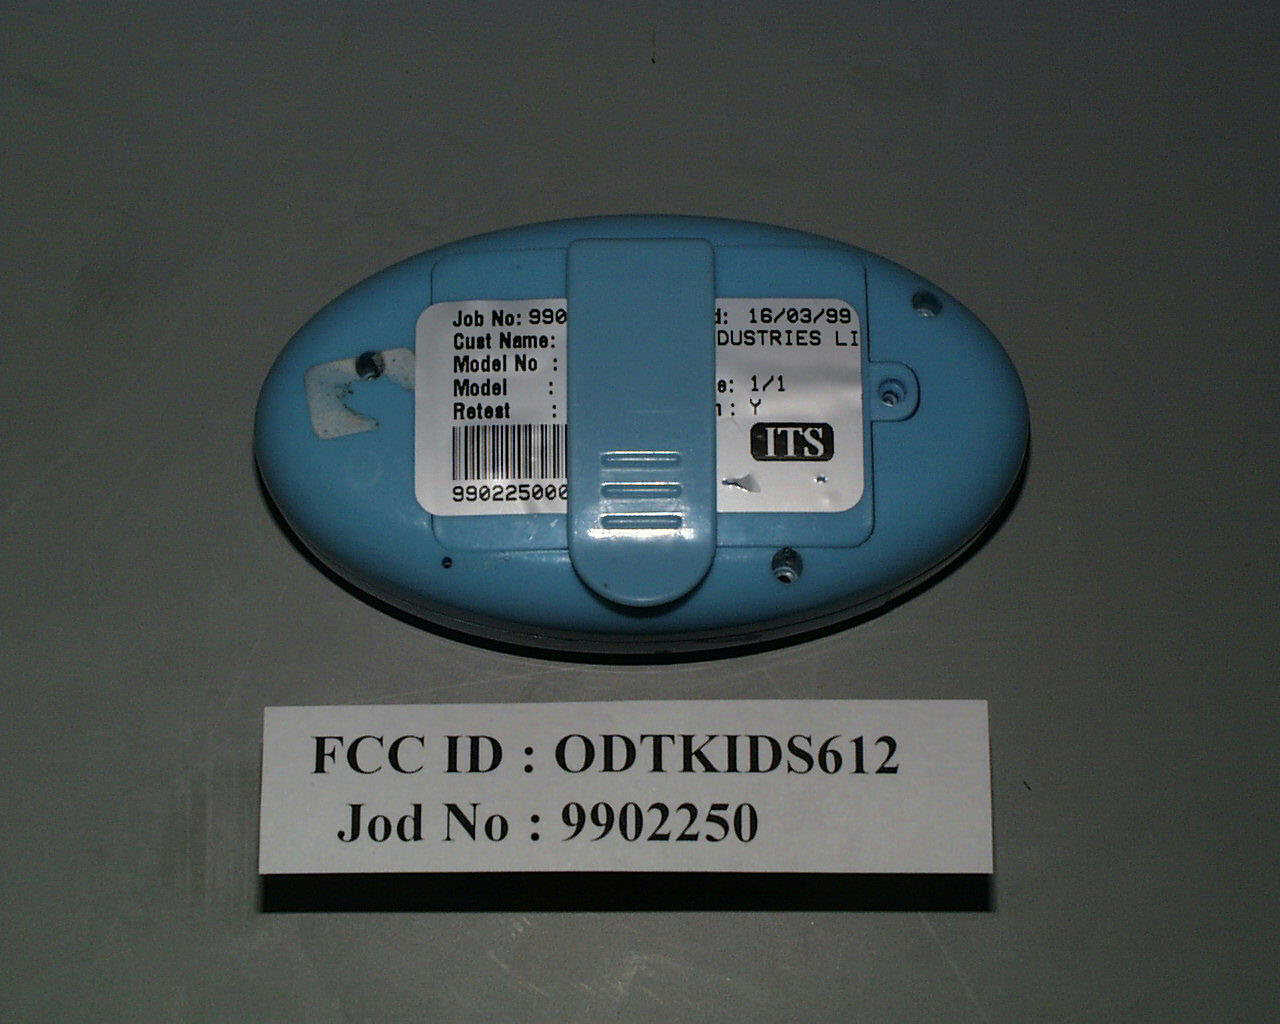 Job No: 990 d: 16/03/99
Cust Name: DUSTRIES LI
Model No :
Model : e: 1/1
Retest : n: Y
ITS
990225000
FCC ID : ODTKIDS612
Jod No : 9902250